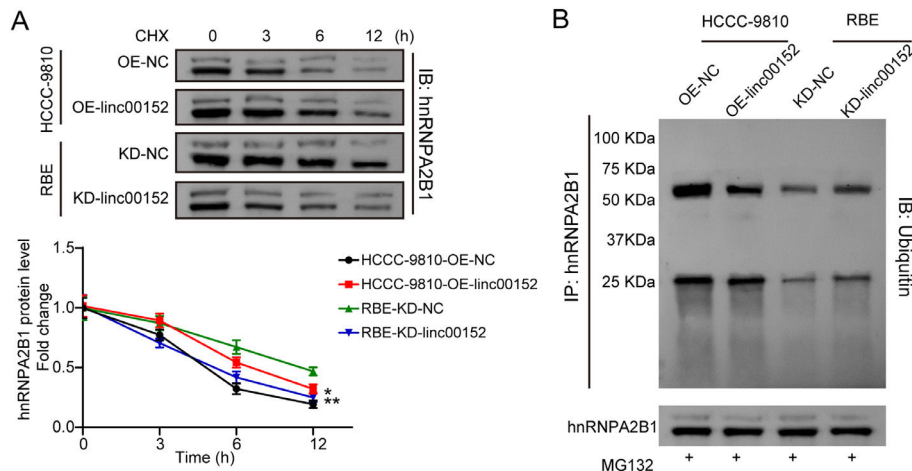 A
CHX 0 3 6 12 (h)
HCCC-9810
OE-NC
OE-linc00152
RBE
KD-NC
KD-linc00152
IB: hnRNPA2B1
hnRNPA2B1 protein level
Fold change
1.5
1.0
0.5
0.0
0 3 6 12
Time (h)
HCCC-9810-OE-NC
HCCC-9810-OE-linc00152
RBE-KD-NC
RBE-KD-linc00152
*
**
B
HCCC-9810 RBE
OE-NC OE-linc00152 KD-NC KD-linc00152
IP: hnRNPA2B1
100 KDa
75 KDa
50 KDa
37KDa
25 KDa
IB: Ubiquitin
hnRNPA2B1
MG132 + + + +